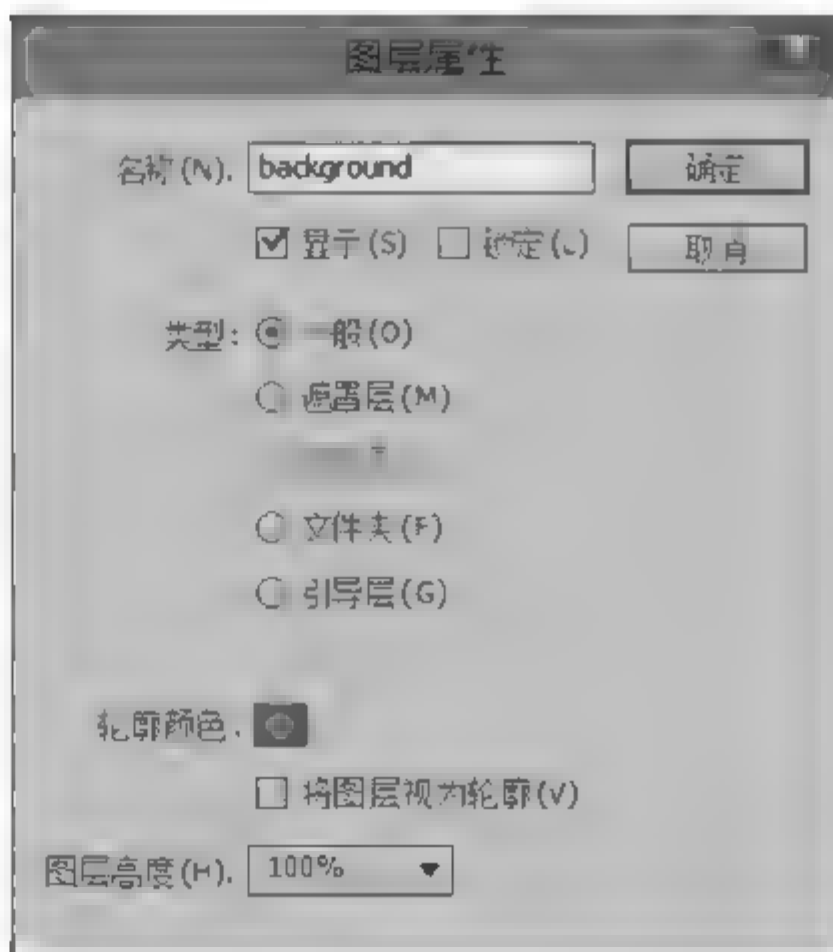 图层属性
名称(N): background 确定
显示(S) 锁定(L) 取消
类型: 一般(O)
遮罩层(M)
文件夹(F)
引导层(G)
轮廓颜色:
将图层视为轮廓(V)
图层高度(H): 100%